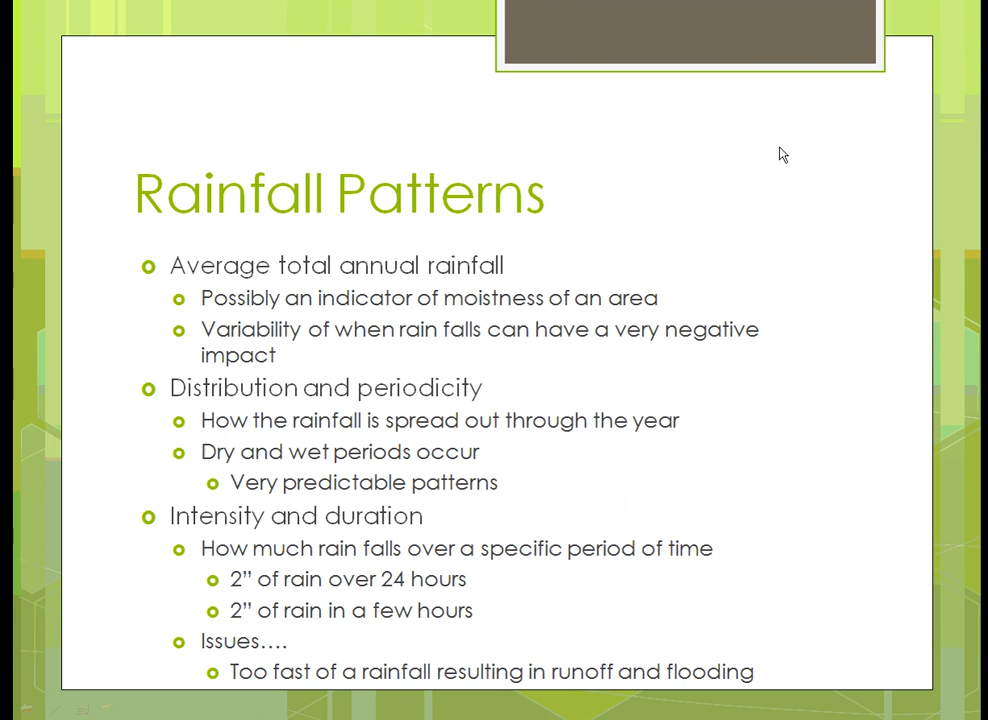 Rainfall Patterns
Average total annual rainfall
Possibly an indicator of moistness of an area
Variability of when rain falls can have a very negative
impact
Distribution and periodicity
How the rainfall is spread out through the year
Dry and wet periods occur
Very predictable patterns
Intensity and duration
How much rain falls over a specific period of time
2” of rain over 24 hours
2” of rain in a few hours
Issues….
Too fast of a rainfall resulting in runoff and flooding